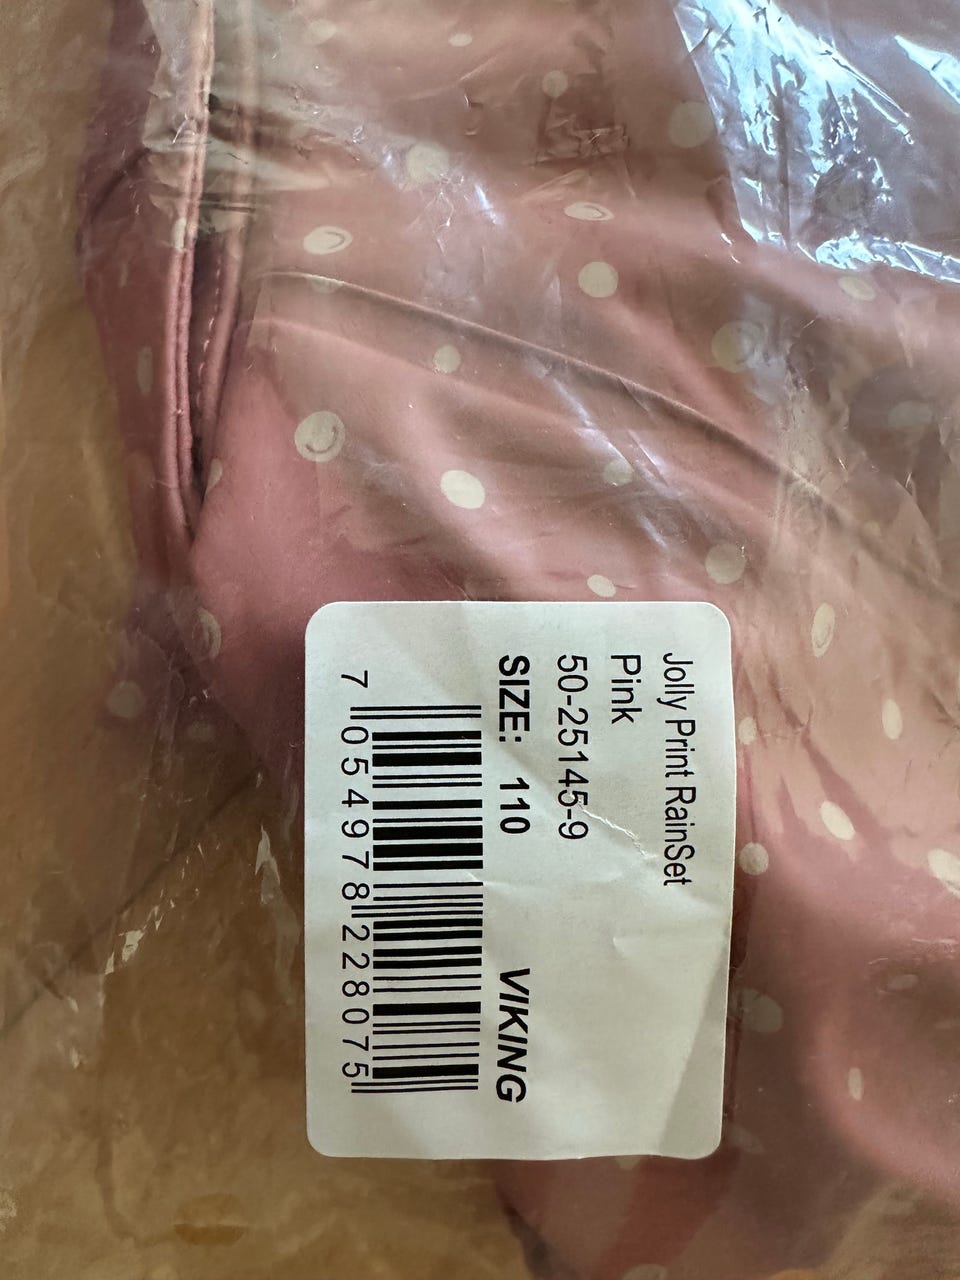 Jolly Print RainSet
Pink
50-25145-9
SIZE: 110 VIKING
7 054978 228075